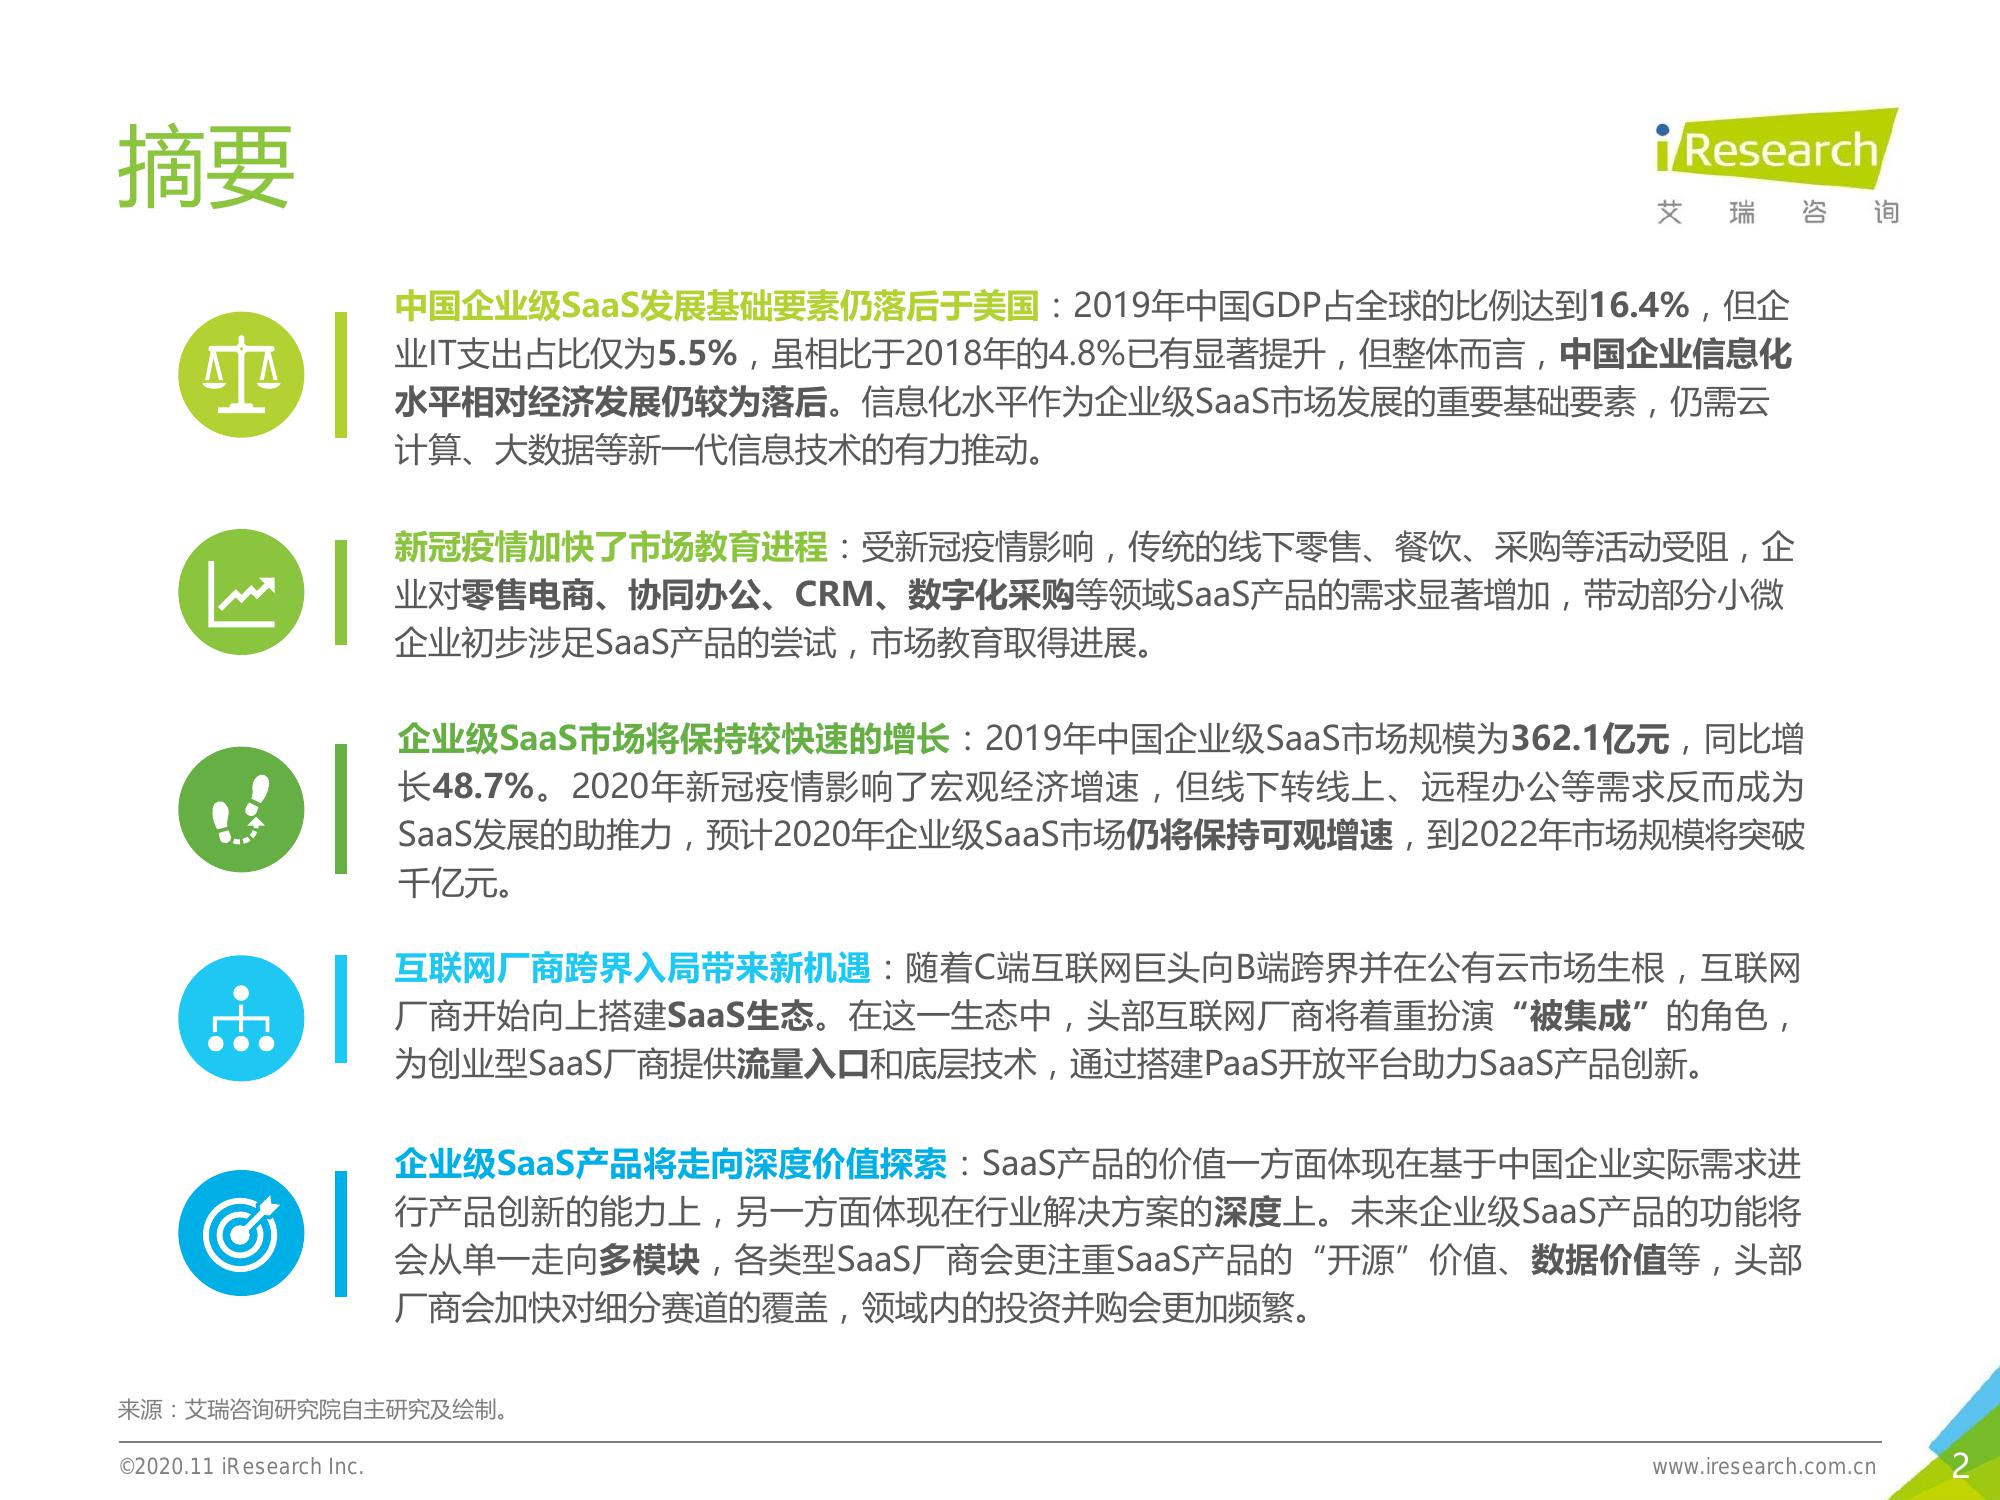 摘要
iResearch
艾瑞咨询
中国企业级SaaS发展基础要素仍落后于美国：2019年中国GDP占全球的比例达到16.4%，但企
业IT支出占比仅为5.5%，虽相比于2018年的4.8%已有显著提升，但整体而言，中国企业信息化
水平相对经济发展仍较为落后。信息化水平作为企业级SaaS市场发展的重要基础要素，仍需云
计算、大数据等新一代信息技术的有力推动。
新冠疫情加快了市场教育进程：受新冠疫情影响，传统的线下零售、餐饮、采购等活动受阻，企
业对零售电商、协同办公、CRM、数字化采购等领域SaaS产品的需求显著增加，带动部分小微
企业初步涉足SaaS产品的尝试，市场教育取得进展。
企业级SaaS市场将保持较快速的增长：2019年中国企业级SaaS市场规模为362.1亿元，同比增
长48.7%。2020年新冠疫情影响了宏观经济增速，但线下转线上、远程办公等需求反而成为
SaaS发展的助推力，预计2020年企业级SaaS市场仍将保持可观增速，到2022年市场规模将突破
千亿元。
互联网厂商跨界入局带来新机遇：随着C端互联网巨头向B端跨界并在公有云市场生根，互联网
厂商开始向上搭建SaaS生态。在这一生态中，头部互联网厂商将着重扮演“被集成”的角色，
为创业型SaaS厂商提供流量入口和底层技术，通过搭建PaaS开放平台助力SaaS产品创新。
企业级SaaS产品将走向深度价值探索：SaaS产品的价值一方面体现在基于中国企业实际需求进
行产品创新的能力上，另一方面体现在行业解决方案的深度上。未来企业级SaaS产品的功能将
会从单一走向多模块，各类型SaaS厂商会更注重SaaS产品的“开源”价值、数据价值等，头部
厂商会加快对细分赛道的覆盖，领域内的投资并购会更加频繁。
来源：艾瑞咨询研究院自主研究及绘制。
©2020.11 iResearch Inc.
www.iresearch.com.cn
2